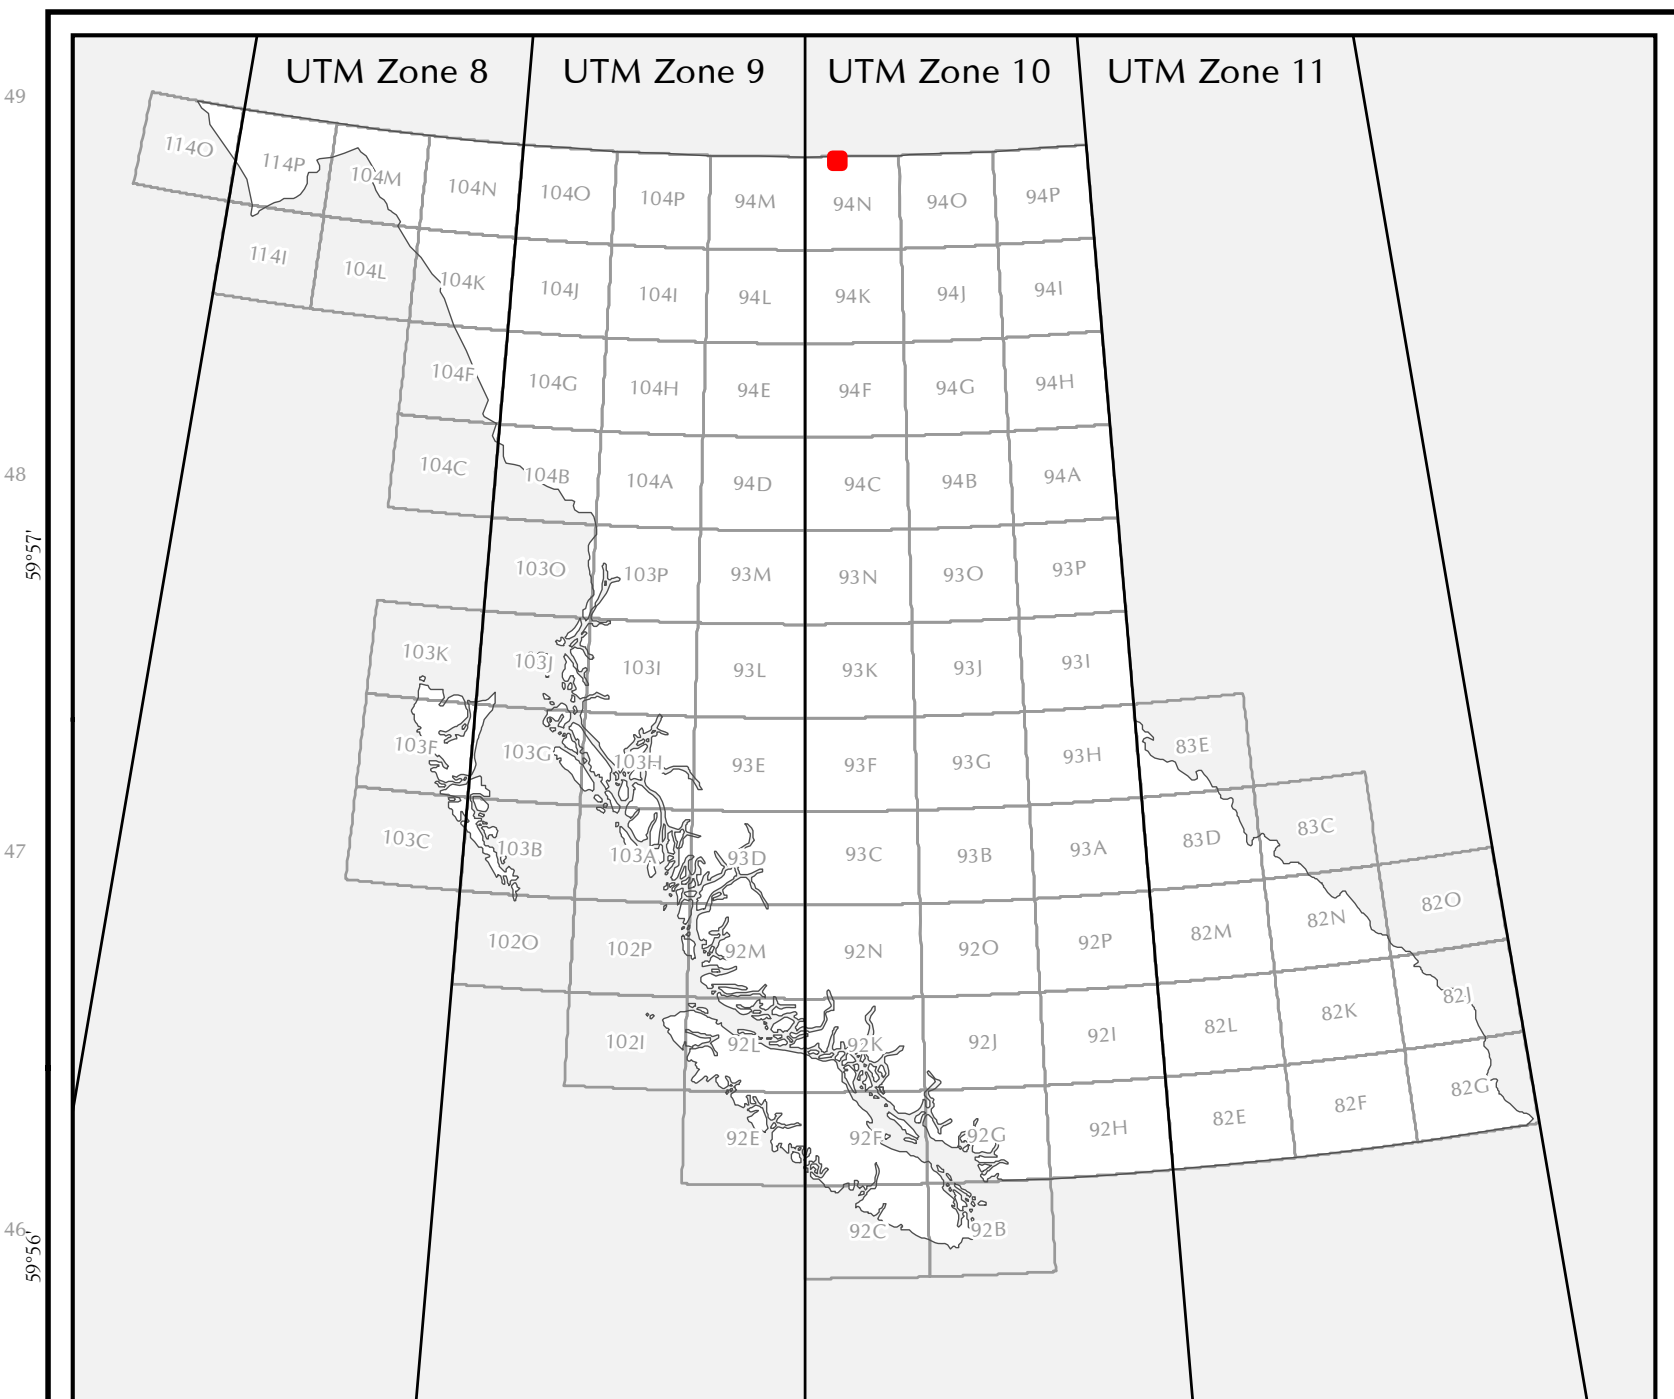 UTM Zone 8 UTM Zone 9 UTM Zone 10 UTM Zone 11
49
114O 114P 104M 104N 104O 104P 94M 94N 94O 94P
114I 104L 104K 104J 104I 94L 94K 94J 94I
104F 104G 104H 94E 94F 94G 94H
48
104C 104B 104A 94D 94C 94B 94A
59°57'
103O 103P 93M 93N 93O 93P
103K 103J 103I 93L 93K 93J 93I
103F 103G 103H 93E 93F 93G 93H 83E
47
103C 103B 103A 93D 93C 93B 93A 83D 83C
102O 102P 92M 92N 92O 92P 82M 82N 82O
102I 92L 92K 92J 92I 82L 82K 82J
92E 92F 92G 92H 82E 82F 82G
46
59°56'
92C 92B